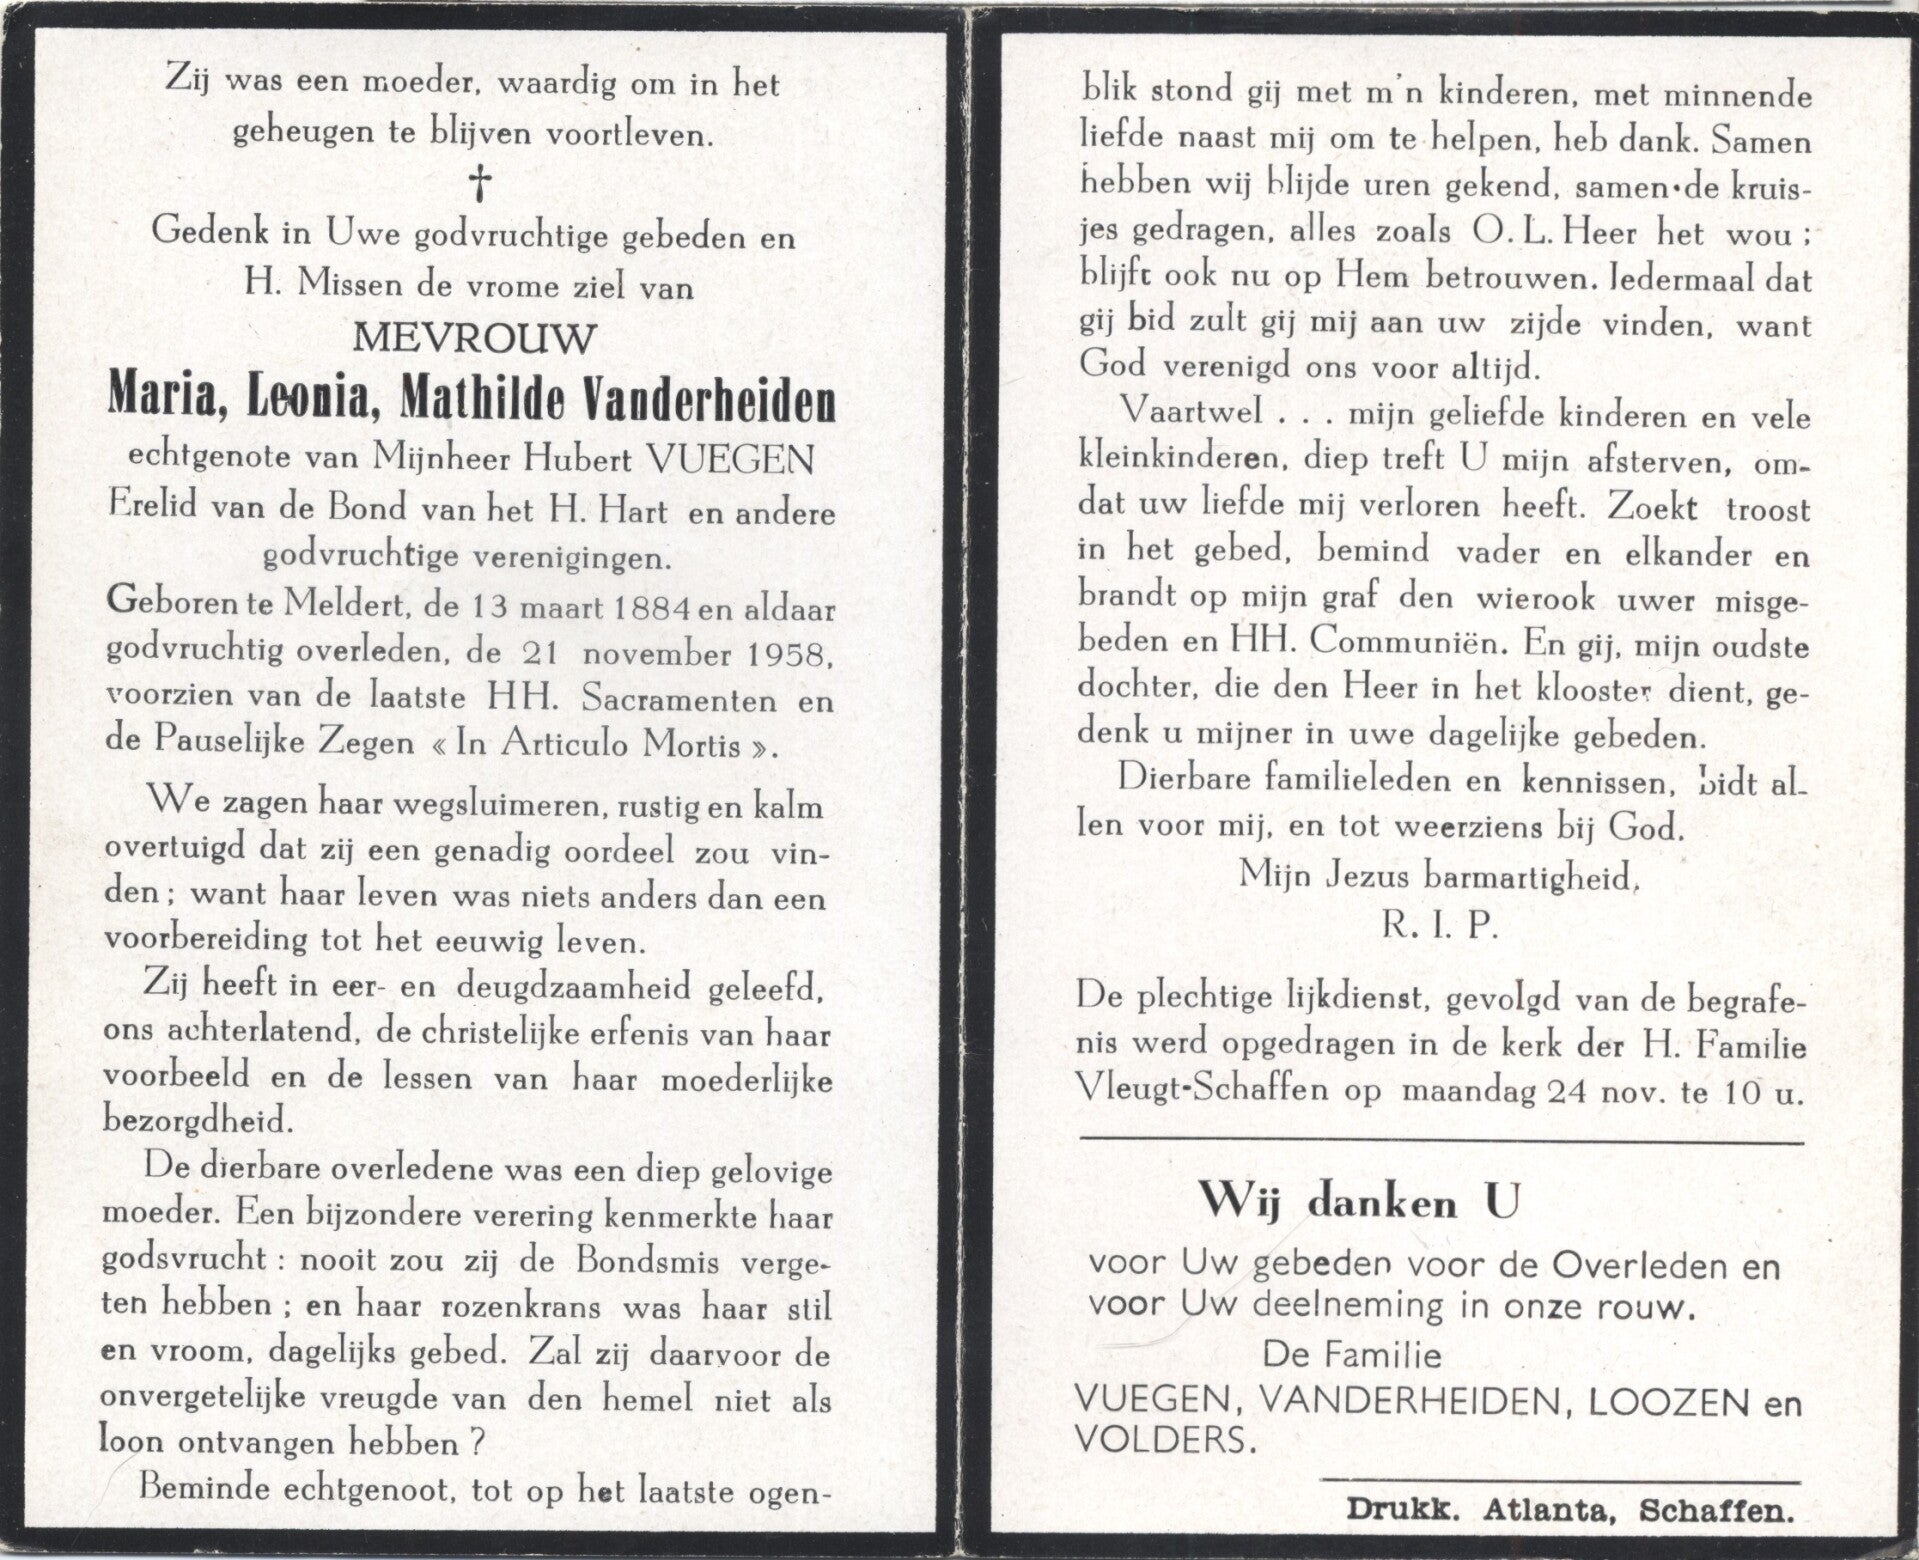 Zij was een moeder, waardig om in het
geheugen te blijven voortleven.
†
Gedenk in Uwe godvruchtige gebeden en
H. Missen de vrome ziel van
MEVROUW
Maria, Leonia, Mathilde Vanderheiden
echtgenote van Mijnheer Hubert VUEGEN
Erelid van de Bond van het H. Hart en andere
godvruchtige verenigingen.
Geboren te Meldert, de 13 maart 1884 en aldaar
godvruchtig overleden, de 21 november 1958,
voorzien van de laatste HH. Sacramenten en
de Pauselijke Zegen « In Articulo Mortis ».
We zagen haar wegsluimeren, rustig en kalm
overtuigd dat zij een genadig oordeel zou vin-
den ; want haar leven was niets anders dan een
voorbereiding tot het eeuwig leven.
Zij heeft in eer- en deugdzaamheid geleefd,
ons achterlatend, de christelijke erfenis van haar
voorbeeld en de lessen van haar moederlijke
bezorgdheid.
De dierbare overledene was een diep gelovige
moeder. Een bijzondere verering kenmerkte haar
godsvrucht : nooit zou zij de Bondsmis verge-
ten hebben ; en haar rozenkrans was haar stil
en vroom, dagelijks gebed. Zal zij daarvoor de
onvergetelijke vreugde van den hemel niet als
loon ontvangen hebben ?
Beminde echtgenoot, tot op het laatste ogen-
blik stond gij met m'n kinderen, met minnende
liefde naast mij om te helpen, heb dank. Samen
hebben wij blijde uren gekend, samen de kruis-
jes gedragen, alles zoals O. L. Heer het wou ;
blijft ook nu op Hem betrouwen. Iedermaal dat
gij bid zult gij mij aan uw zijde vinden, want
God verenigd ons voor altijd.
Vaartwel . . . mijn geliefde kinderen en vele
kleinkinderen, diep treft U mijn afsterven, om-
dat uw liefde mij verloren heeft. Zoekt troost
in het gebed, bemind vader en elkander en
brandt op mijn graf den wierook uwer misge-
beden en HH. Communiën. En gij, mijn oudste
dochter, die den Heer in het klooster dient, ge-
denk u mijner in uwe dagelijke gebeden.
Dierbare familieleden en kennissen, bidt al-
len voor mij, en tot weerziens bij God.
Mijn Jezus barmartigheid.
R. I. P.
De plechtige lijkdienst, gevolgd van de begrafe-
nis werd opgedragen in de kerk der H. Familie
Vleugt-Schaffen op maandag 24 nov. te 10 u.
Wij danken U
voor Uw gebeden voor de Overleden en
voor Uw deelneming in onze rouw.
De Familie
VUEGEN, VANDERHEIDEN, LOOZEN en
VOLDERS.
Drukk. Atlanta, Schaffen.